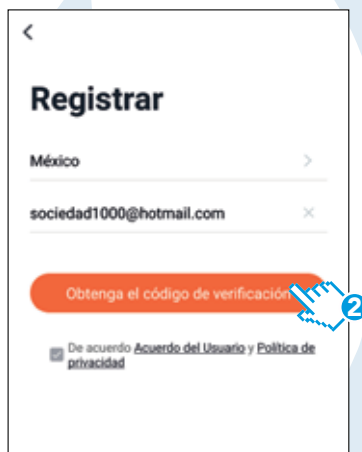 Registrar
México
sociedad1000@hotmail.com
Obtenga el código de verificación
2
De acuerdo Acuerdo del Usuario y Política de
privacidad